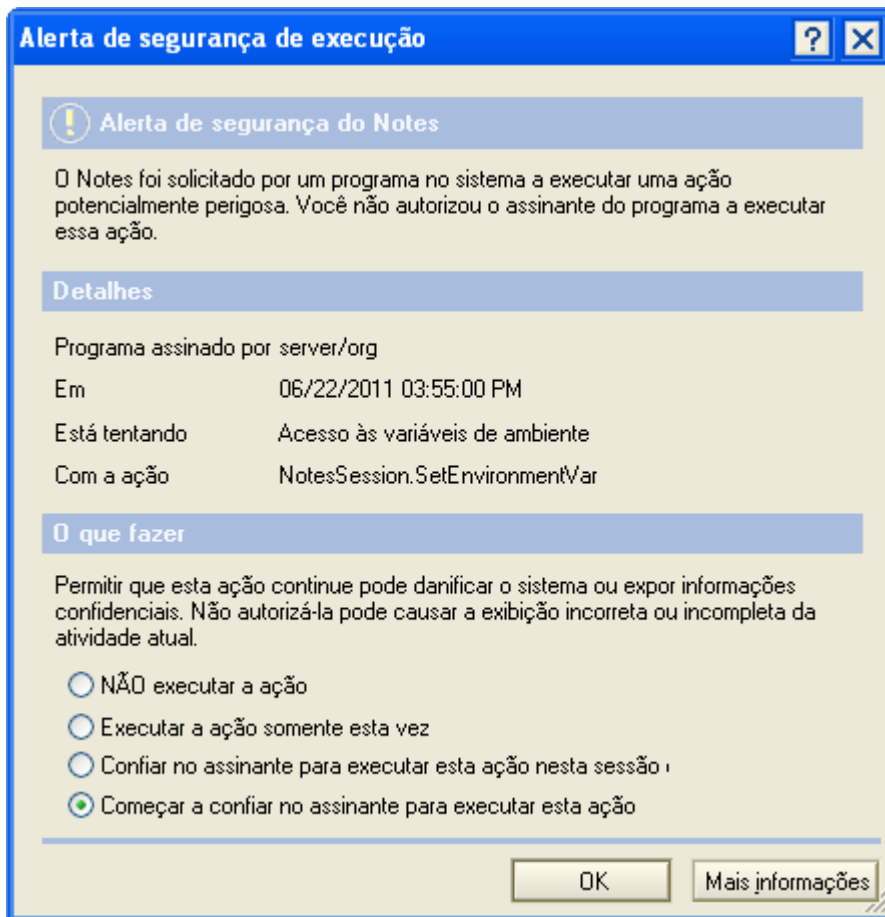 Alerta de segurança de execução
Alerta de segurança do Notes
O Notes foi solicitado por um programa no sistema a executar uma ação
potencialmente perigosa. Você não autorizou o assinante do programa a executar
essa ação.
Detalhes
Programa assinado por server/org
Em 06/22/2011 03:55:00 PM
Está tentando Acesso às variáveis de ambiente
Com a ação NotesSession.SetEnvironmentVar
O que fazer
Permitir que esta ação continue pode danificar o sistema ou expor informações
confidenciais. Não autorizá-la pode causar a exibição incorreta ou incompleta da
atividade atual.
NÃO executar a ação
Executar a ação somente esta vez
Confiar no assinante para executar esta ação nesta sessão
Começar a confiar no assinante para executar esta ação
OK Mais informações